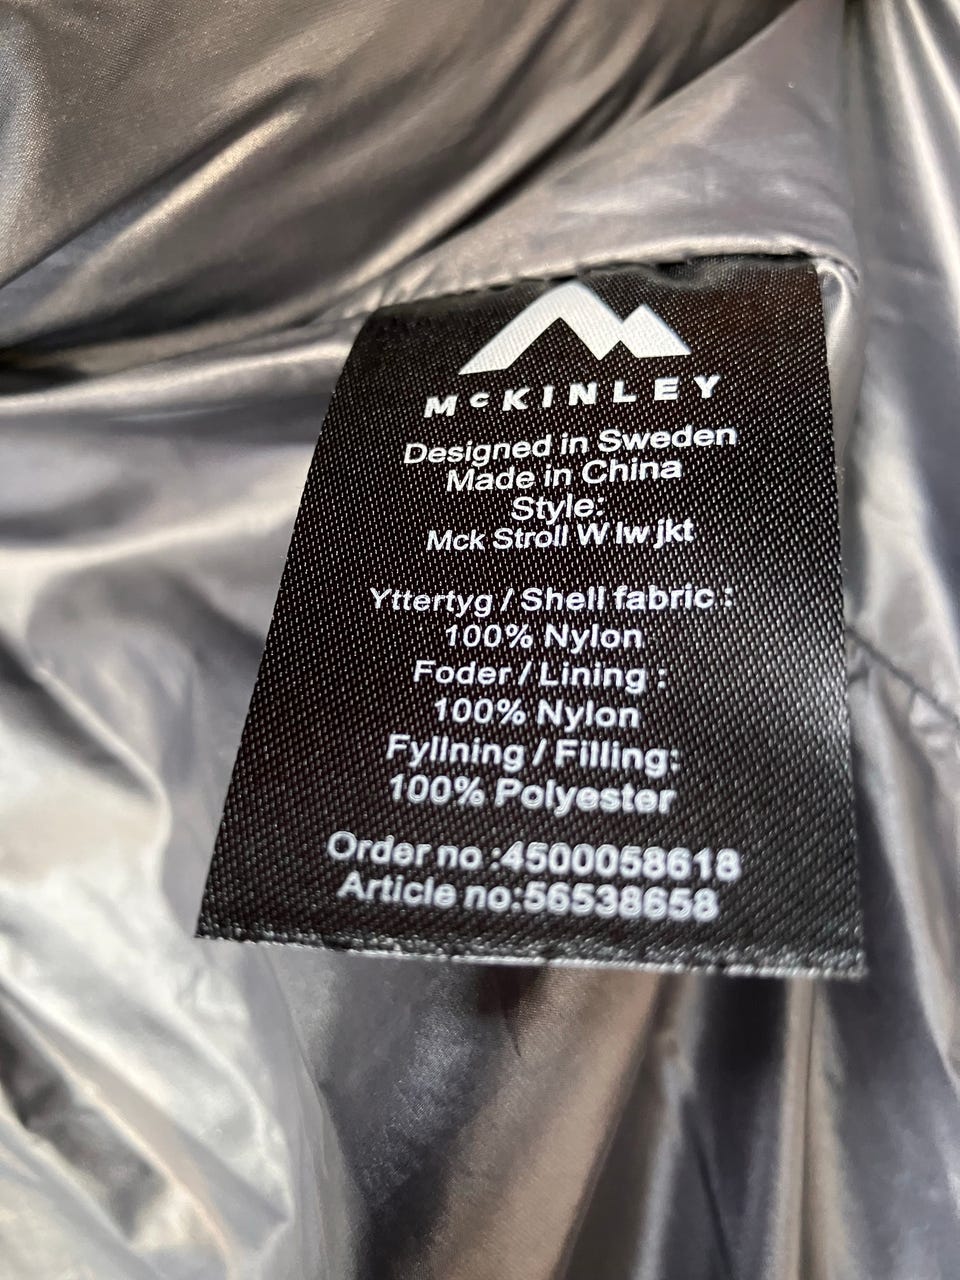 McKINLEY
Designed in Sweden
Made in China
Style:
Mck Stroll W lw jkt
Yttertyg / Shell fabric :
100% Nylon
Foder / Lining :
100% Nylon
Fyllning / Filling:
100% Polyester
Order no :4500058618
Article no:56538658